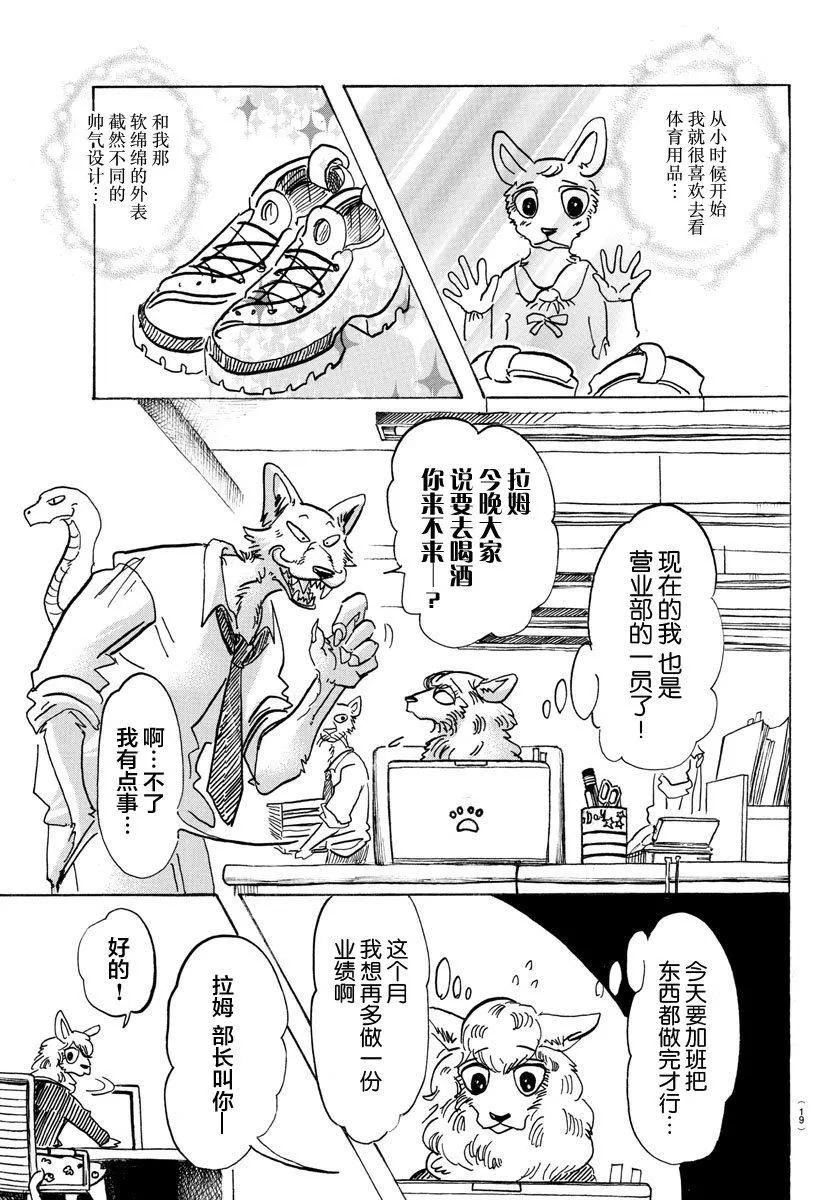 从小时候开始
我就很喜欢去看
体育用品…
和我那
软绵绵的外表
截然不同的
帅气设计…
现在的我 也是
营业部的一员了!
拉姆
今晚大家
说要去喝酒
你来不来—?
啊…不了
我有点事…
Day
今天要加班把
东西都做完才行…
这个月
我想再多做一份
业绩啊
拉姆 部长叫你—
好的!
(19)